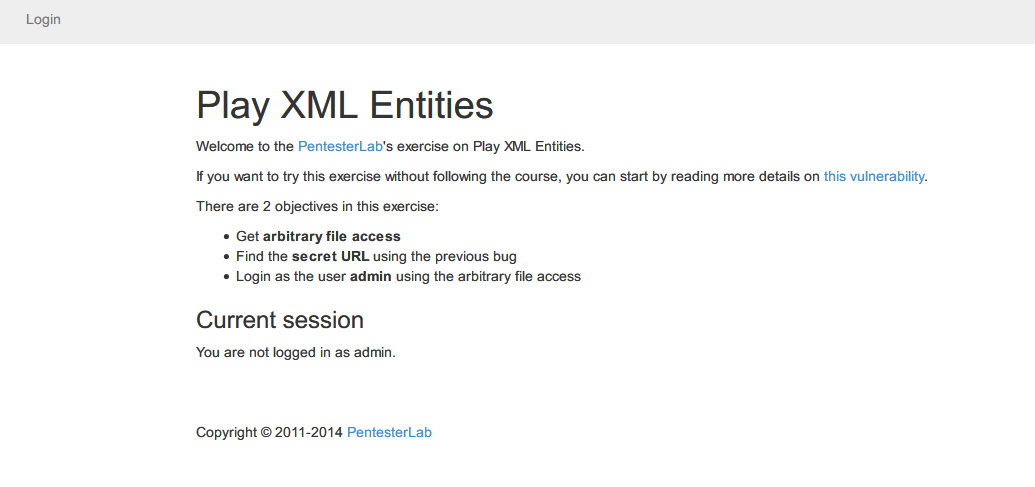 Login
Play XML Entities
Welcome to the PentesterLab's exercise on Play XML Entities.
If you want to try this exercise without following the course, you can start by reading more details on this vulnerability.
There are 2 objectives in this exercise:
• Get arbitrary file access
• Find the secret URL using the previous bug
• Login as the user admin using the arbitrary file access
Current session
You are not logged in as admin.
Copyright © 2011-2014 PentesterLab